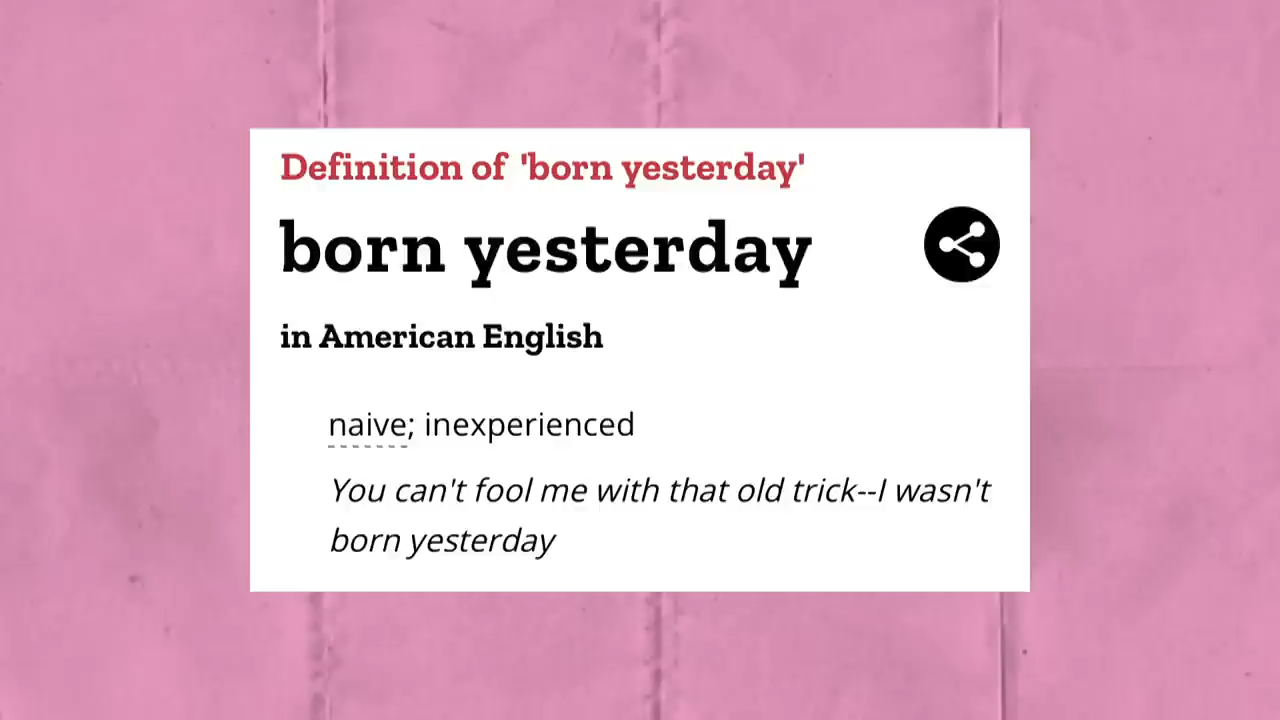 Definition of 'born yesterday'
born yesterday
in American English
naive; inexperienced
You can't fool me with that old trick--I wasn't
born yesterday